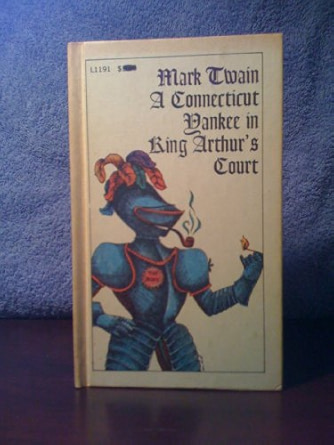 L1191 $
Mark Twain
A Connecticut
Yankee in
King Arthur's
Court